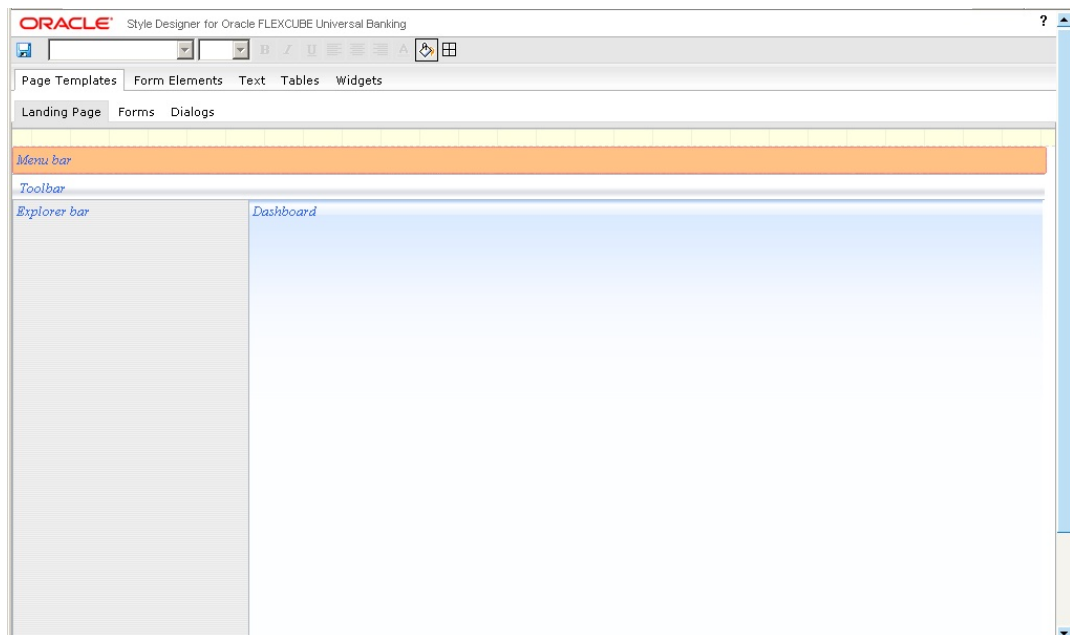 ORACLE® Style Designer for Oracle FLEXCUBE Universal Banking ?
B I U A
Page Templates Form Elements Text Tables Widgets
Landing Page Forms Dialogs
Menu bar
Toolbar
Explorer bar Dashboard